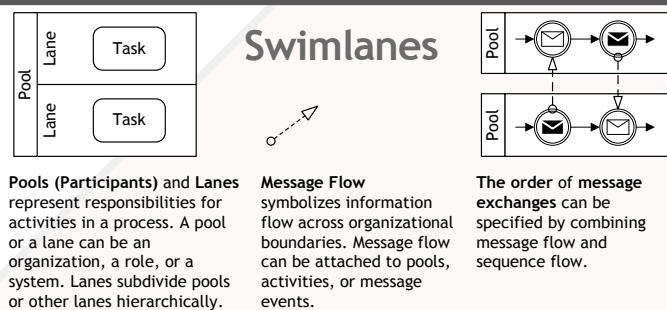 Swimlanes
Pool
Lane
Task
Lane
Task
Pool
Pool
Pools (Participants) and Lanes
represent responsibilities for
activities in a process. A pool
or a lane can be an
organization, a role, or a
system. Lanes subdivide pools
or other lanes hierarchically.
Message Flow
symbolizes information
flow across organizational
boundaries. Message flow
can be attached to pools,
activities, or message
events.
The order of message
exchanges can be
specified by combining
message flow and
sequence flow.